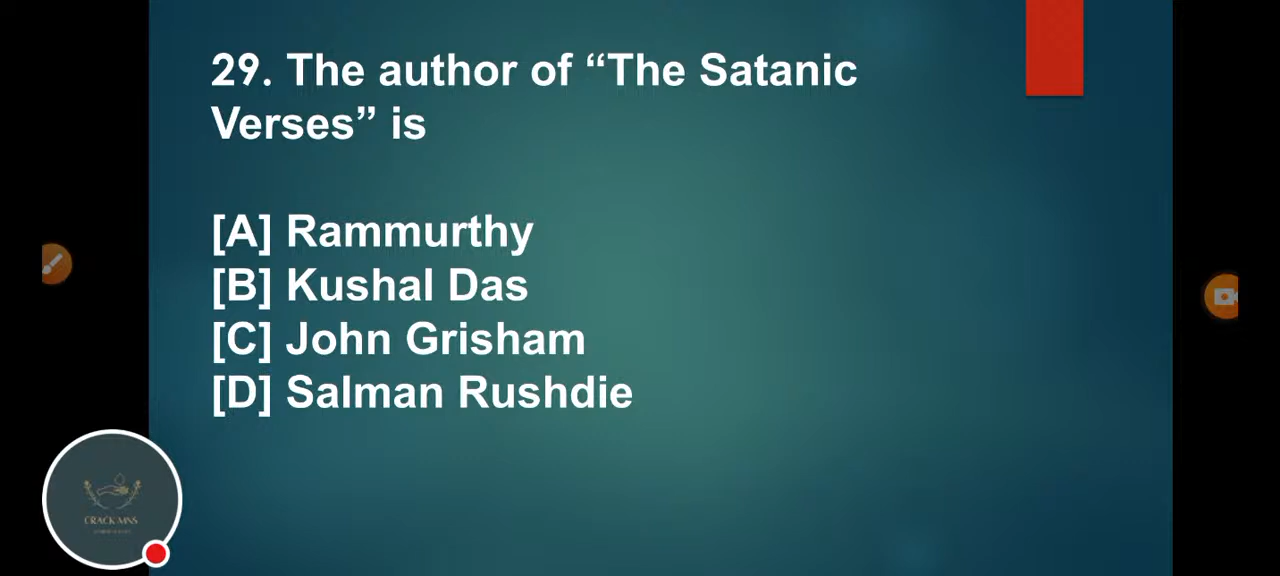 29. The author of “The Satanic
Verses” is
[A] Rammurthy
[B] Kushal Das
[C] John Grisham
[D] Salman Rushdie
CRACK MNS